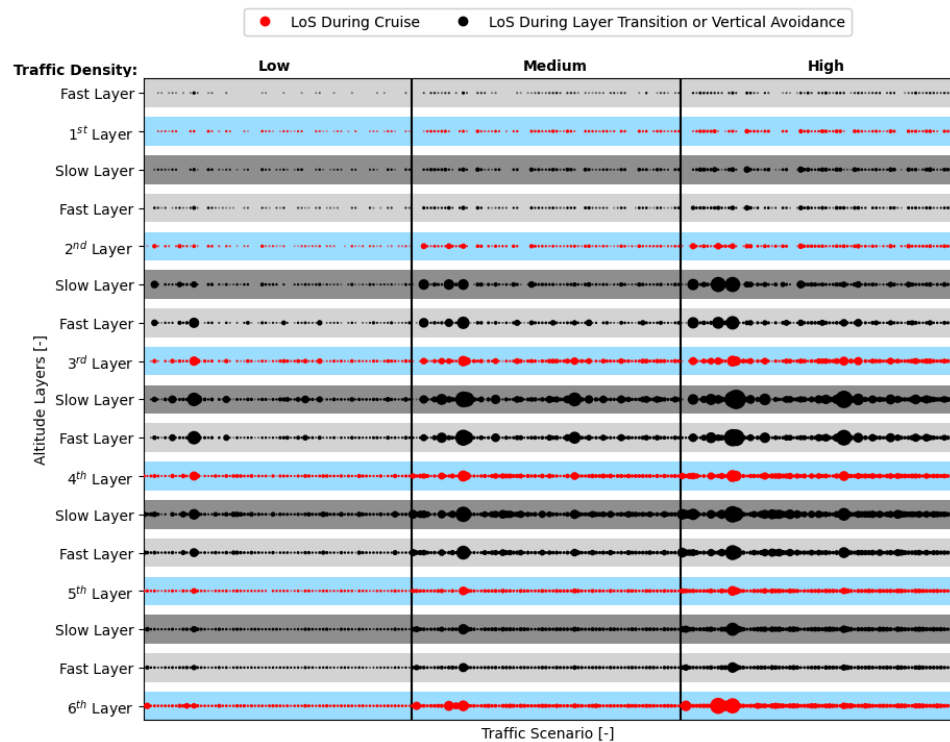 LoS During Cruise LoS During Layer Transition or Vertical Avoidance
Traffic Density: Low Medium High
Fast Layer
1st Layer
Slow Layer
Fast Layer
2nd Layer
Slow Layer
Fast Layer
3rd Layer
Slow Layer
Fast Layer
4th Layer
Slow Layer
Fast Layer
5th Layer
Slow Layer
Fast Layer
6th Layer
Altitude Layers [-]
Traffic Scenario [-]